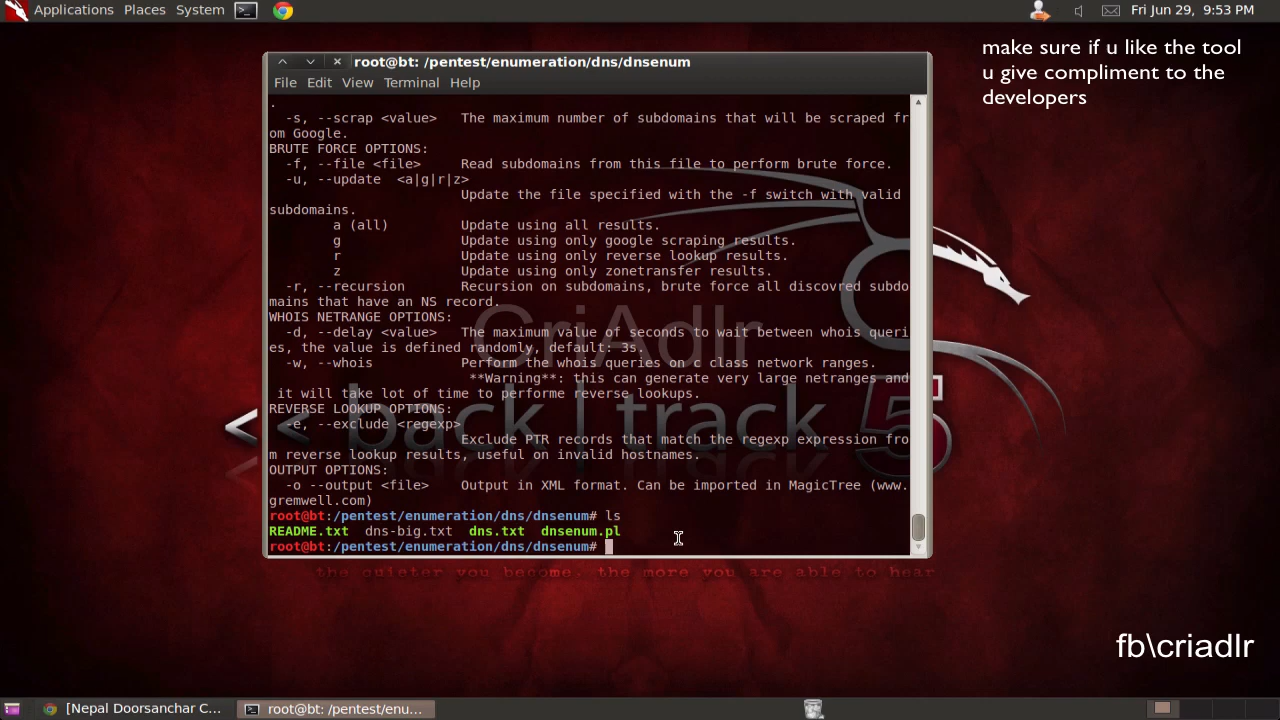 Applications Places System
Fri Jun 29, 9:53 PM
make sure if u like the tool
u give compliment to the
developers
root@bt: /pentest/enumeration/dns/dnsenum
File Edit View Terminal Help
.
-s, --scrap <value> The maximum number of subdomains that will be scraped fr
om Google.
BRUTE FORCE OPTIONS:
-f, --file <file> Read subdomains from this file to perform brute force.
-u, --update <a|g|r|z>
Update the file specified with the -f switch with valid
subdomains.
a (all) Update using all results.
g Update using only google scraping results.
r Update using only reverse lookup results.
z Update using only zonetransfer results.
-r, --recursion Recursion on subdomains, brute force all discovred subdo
mains that have an NS record.
WHOIS NETRANGE OPTIONS:
-d, --delay <value> The maximum value of seconds to wait between whois queri
es, the value is defined randomly, default: 3s.
-w, --whois Perform the whois queries on c class network ranges.
**Warning**: this can generate very large netranges and
it will take lot of time to performe reverse lookups.
REVERSE LOOKUP OPTIONS:
-e, --exclude <regexp>
Exclude PTR records that match the regexp expression fro
m reverse lookup results, useful on invalid hostnames.
OUTPUT OPTIONS:
-o --output <file> Output in XML format. Can be imported in MagicTree (www.
gremwell.com)
root@bt:/pentest/enumeration/dns/dnsenum# ls
README.txt dns-big.txt dns.txt dnsenum.pl
root@bt:/pentest/enumeration/dns/dnsenum#
CriAdlr
<< back|track 5
the quieter you become, the more you are able to hear
fb\criadlr
[Nepal Doorsanchar C...
root@bt: /pentest/enu...